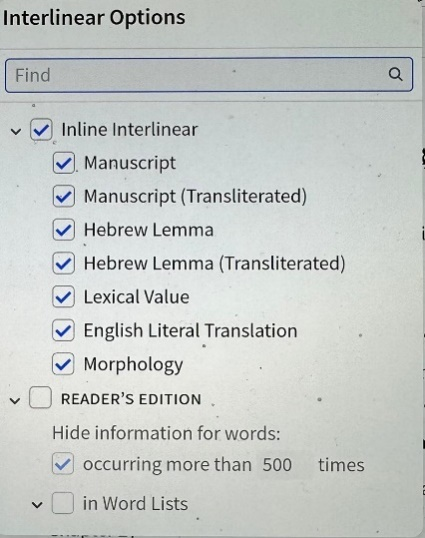 Interlinear Options
Find
Inline Interlinear
Manuscript
Manuscript (Transliterated)
Hebrew Lemma
Hebrew Lemma (Transliterated)
Lexical Value
English Literal Translation
Morphology
READER'S EDITION
Hide information for words:
occurring more than 500 times
in Word Lists